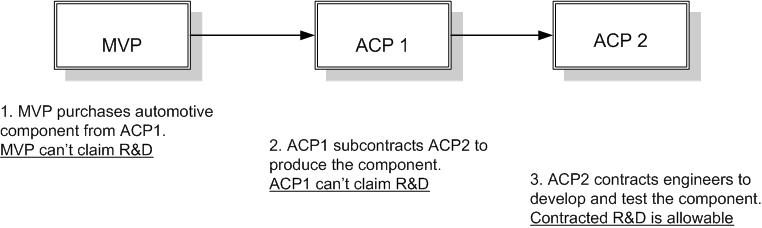 MVP
ACP 1
ACP 2
1. MVP purchases automotive
component from ACP1.
MVP can’t claim R&D
2. ACP1 subcontracts ACP2 to
produce the component.
ACP1 can’t claim R&D
3. ACP2 contracts engineers to
develop and test the component.
Contracted R&D is allowable